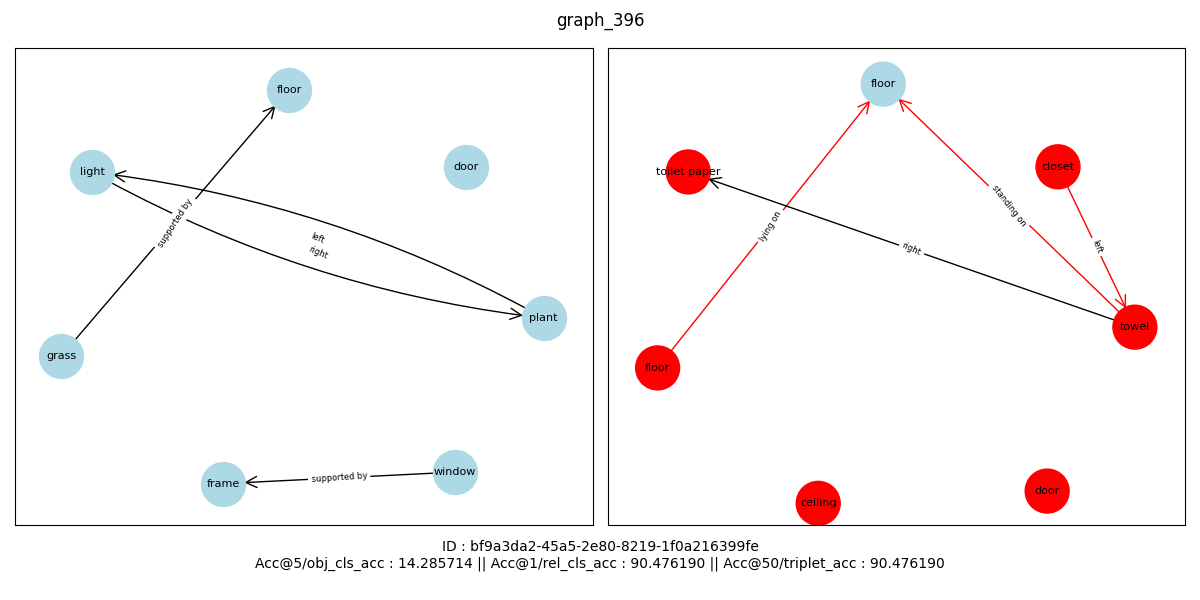 graph_396
floor
door
light
supported by
left
right
plant
grass
window
supported by
frame
floor
closet
toilet paper
standing on
lying on
left
right
towel
floor
door
ceiling
ID : bf9a3da2-45a5-2e80-8219-1f0a216399fe
Acc@5/obj_cls_acc : 14.285714 || Acc@1/rel_cls_acc : 90.476190 || Acc@50/triplet_acc : 90.476190